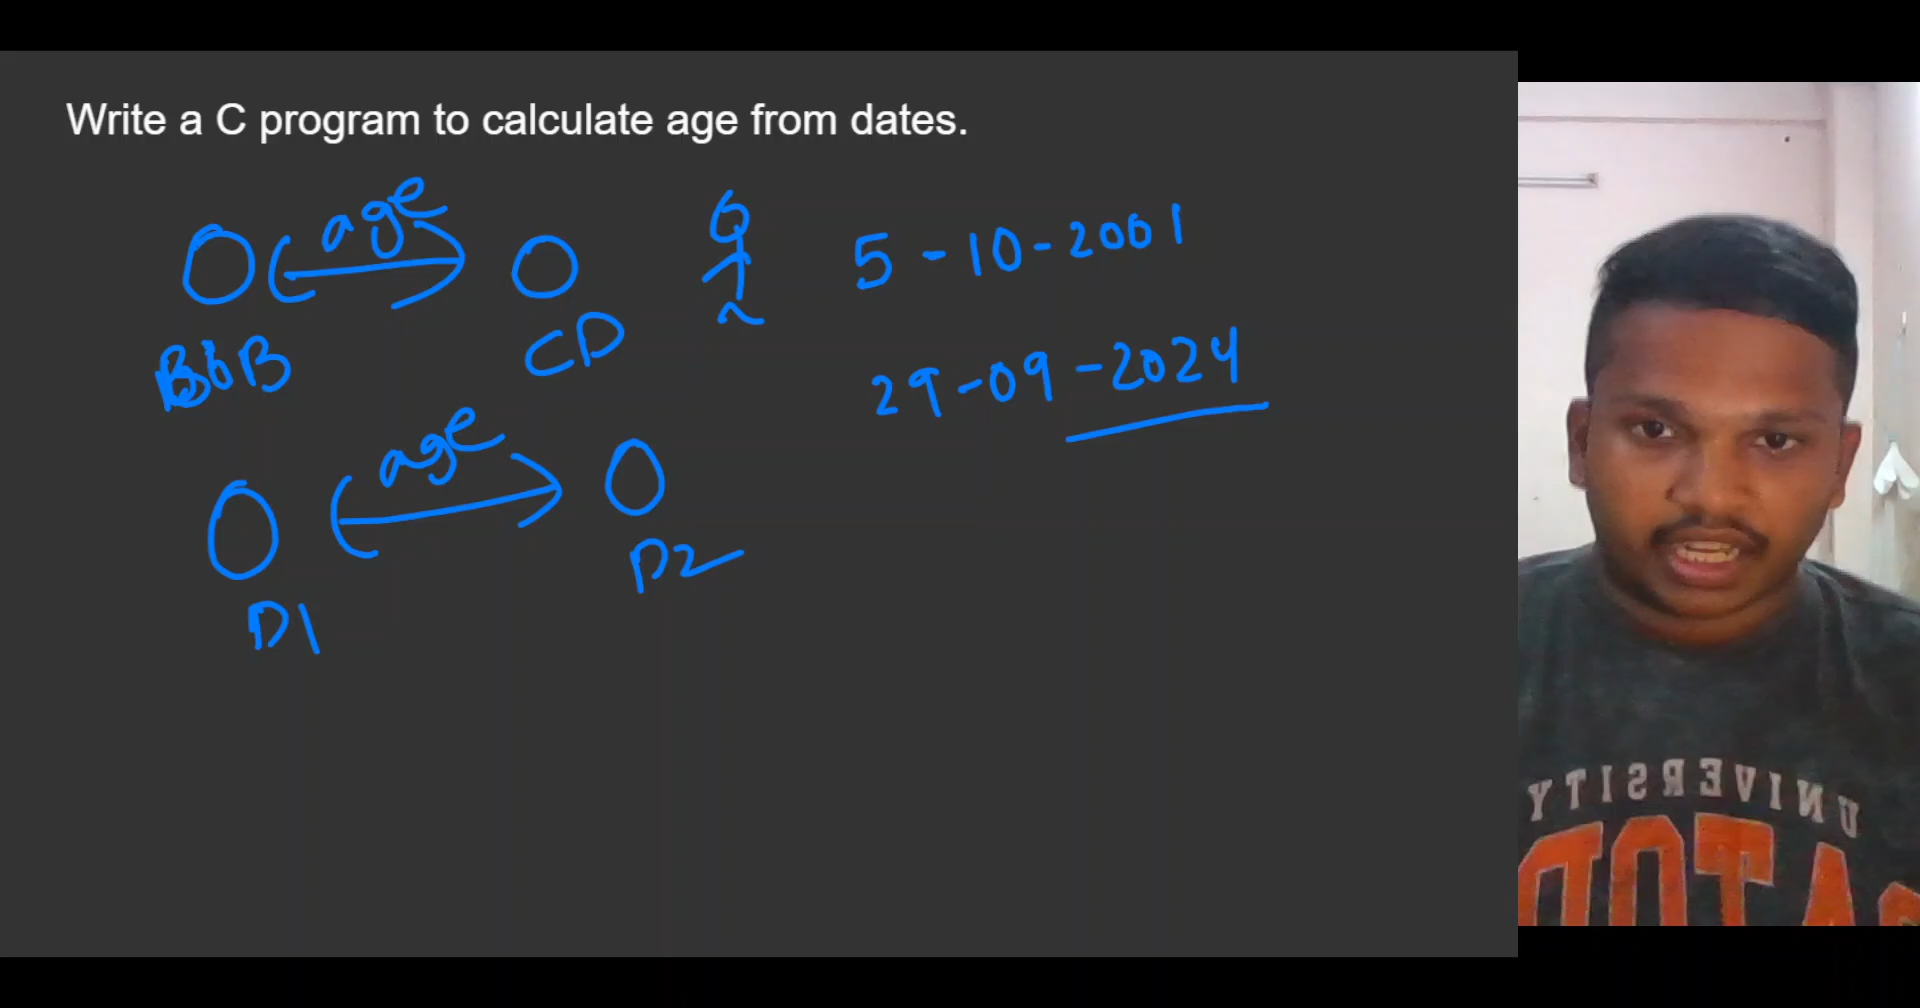 Write a C program to calculate age from dates.
age
5-10-2001
BOB
CD
29-09-2024
age
D1
D2
UNIVERSITY